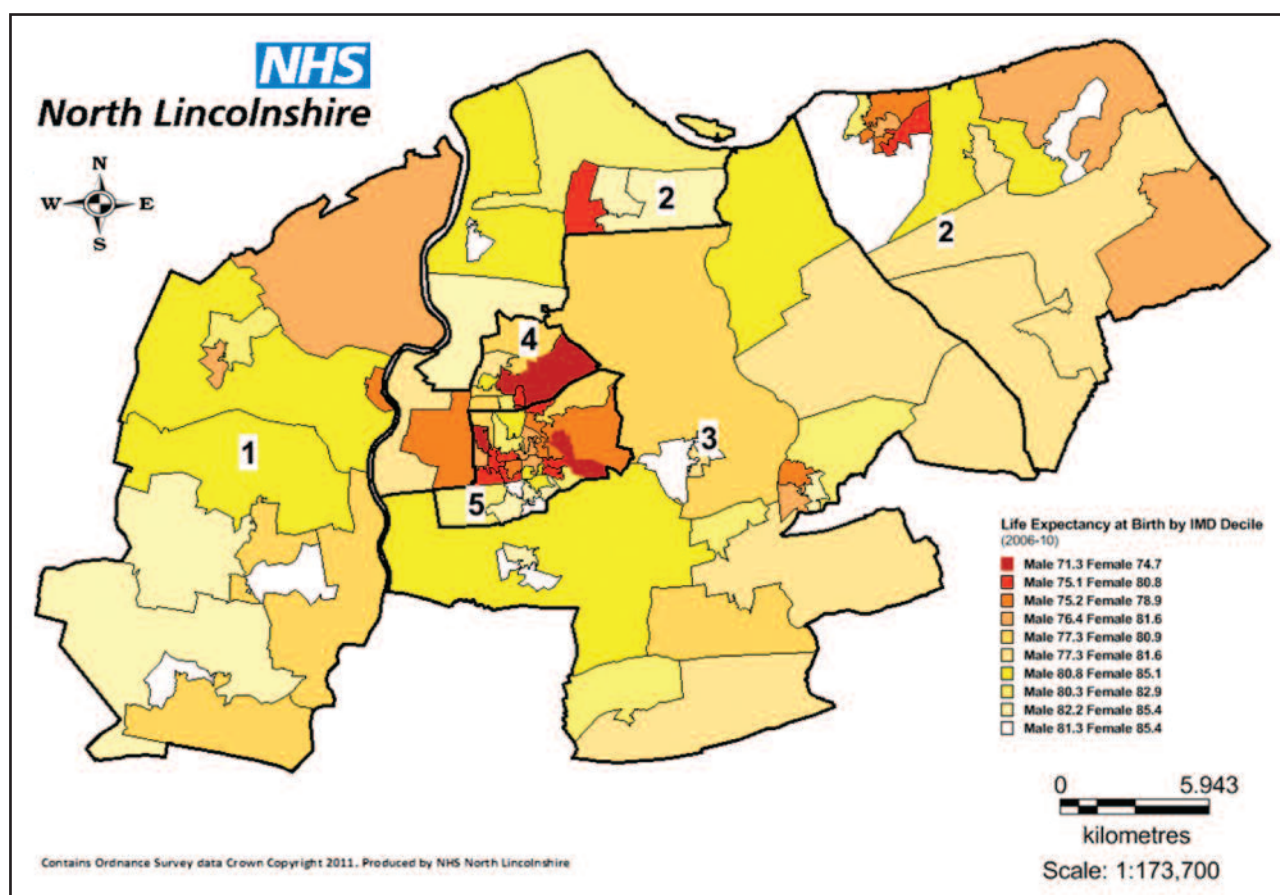 NHS
North Lincolnshire
N
W E
S
2
2
4
3
1
5
Life Expectancy at Birth by IMD Decile
(2006-10)
Male 71.3 Female 74.7
Male 75.1 Female 80.8
Male 75.2 Female 78.9
Male 76.4 Female 81.6
Male 77.3 Female 80.9
Male 77.3 Female 81.6
Male 80.8 Female 85.1
Male 80.3 Female 82.9
Male 82.2 Female 85.4
Male 81.3 Female 85.4
0 5.943
kilometres
Scale: 1:173,700
Contains Ordnance Survey data Crown Copyright 2011. Produced by NHS North Lincolnshire